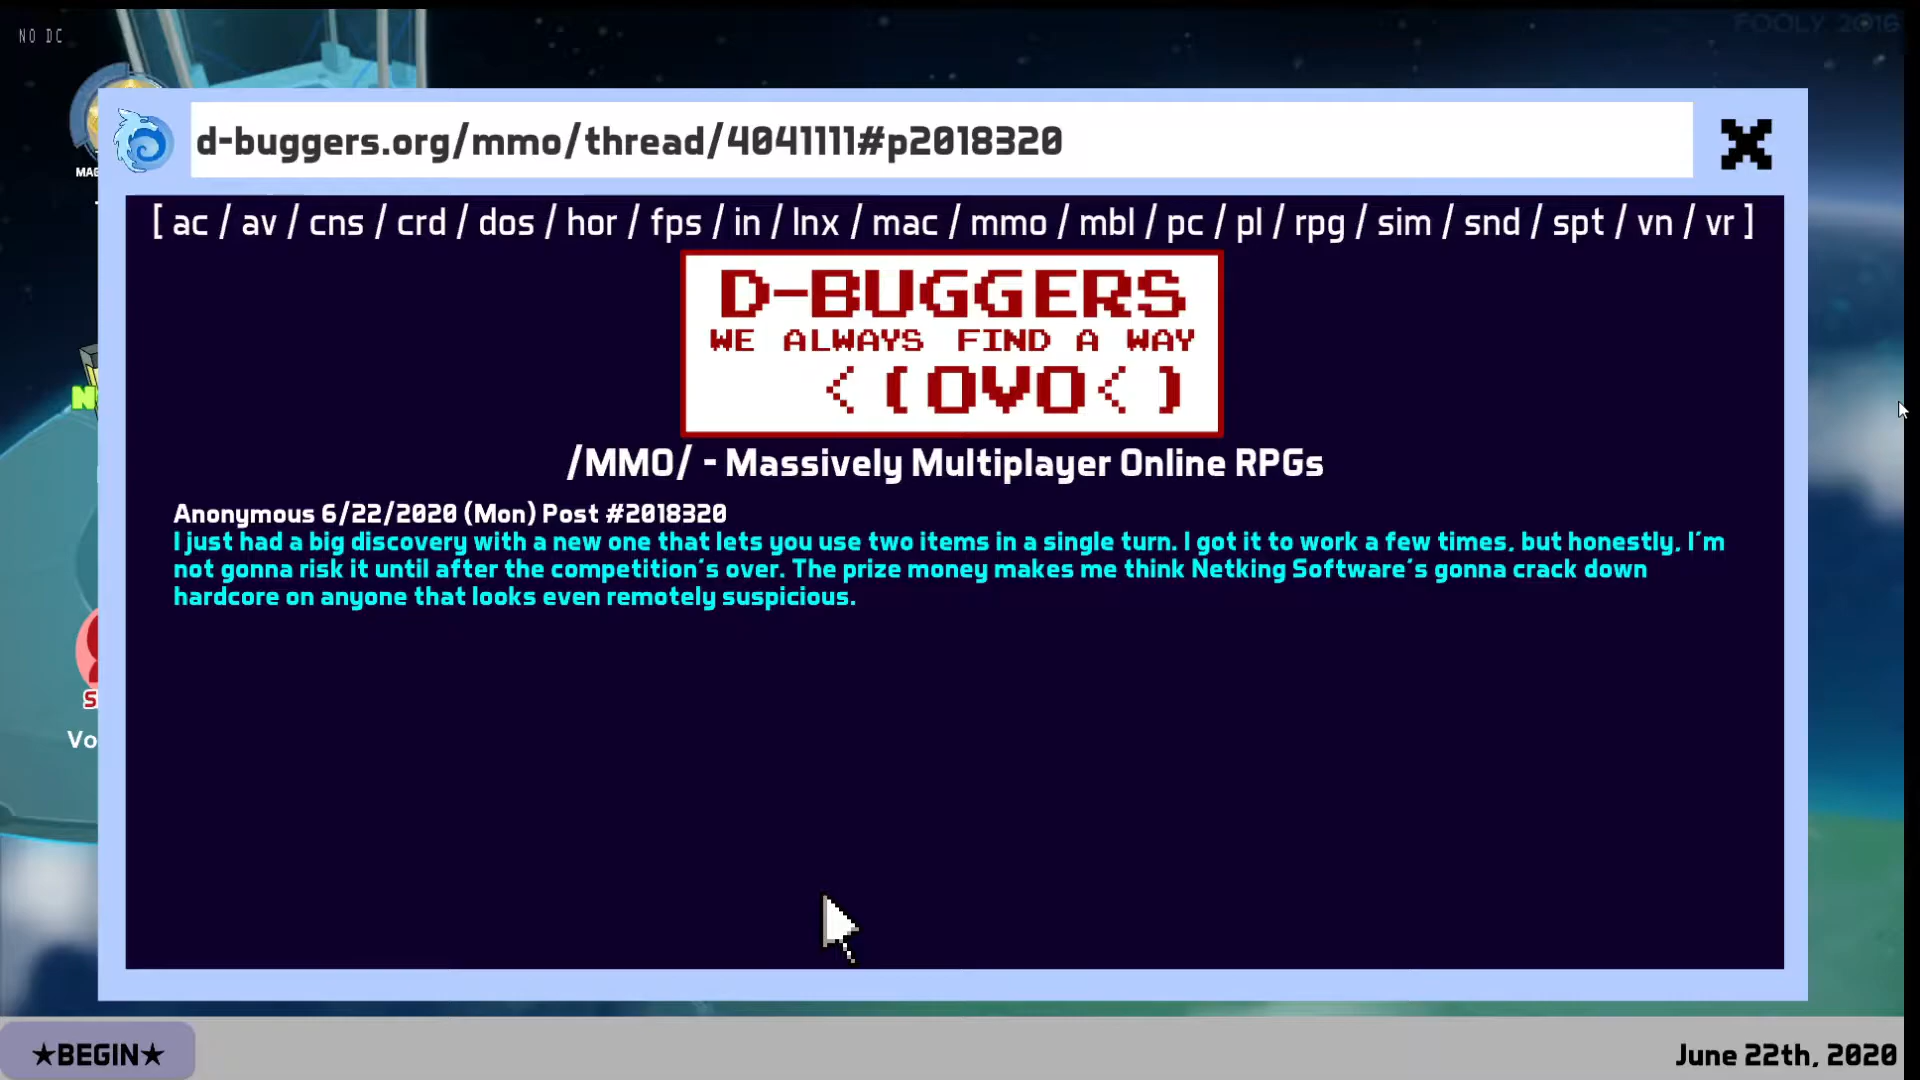 NO DC
FOOLY 2016
d-buggers.org/mmo/thread/4041111#p2018320
MAG
[ ac / av / cns / crd / dos / hor / fps / in / lnx / mac / mmo / mbl / pc / pl / rpg / sim / snd / spt / vn / vr ]
D-BUGGERS
WE ALWAYS FIND A WAY
<(OVO< )
/MMO/ - Massively Multiplayer Online RPGs
Anonymous 6/22/2020 (Mon) Post #2018320
I just had a big discovery with a new one that lets you use two items in a single turn. I got it to work a few times, but honestly, I'm
not gonna risk it until after the competition's over. The prize money makes me think Netking Software's gonna crack down
hardcore on anyone that looks even remotely suspicious.
N
S
Vo
★BEGIN★
June 22th, 2020